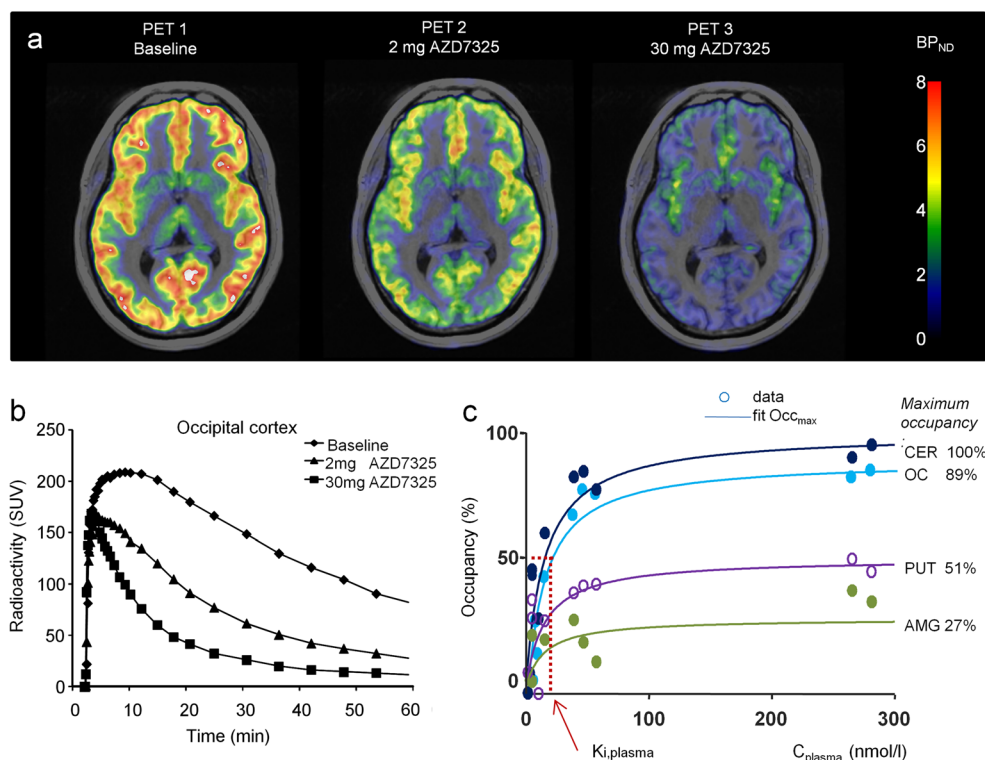 a
PET 1
Baseline
PET 2
2 mg AZD7325
PET 3
30 mg AZD7325
BP_ND
8
6
4
2
0
b
Occipital cortex
Baseline
2mg AZD7325
30mg AZD7325
Radioactivity (SUV)
250
200
150
100
50
0
0 10 20 30 40 50 60
Time (min)
c
data
fit Occ_max
Maximum
occupancy
CER 100%
OC 89%
PUT 51%
AMG 27%
Occupancy (%)
100
50
0
0 100 200 300
Ki,plasma
C_plasma (nmol/l)